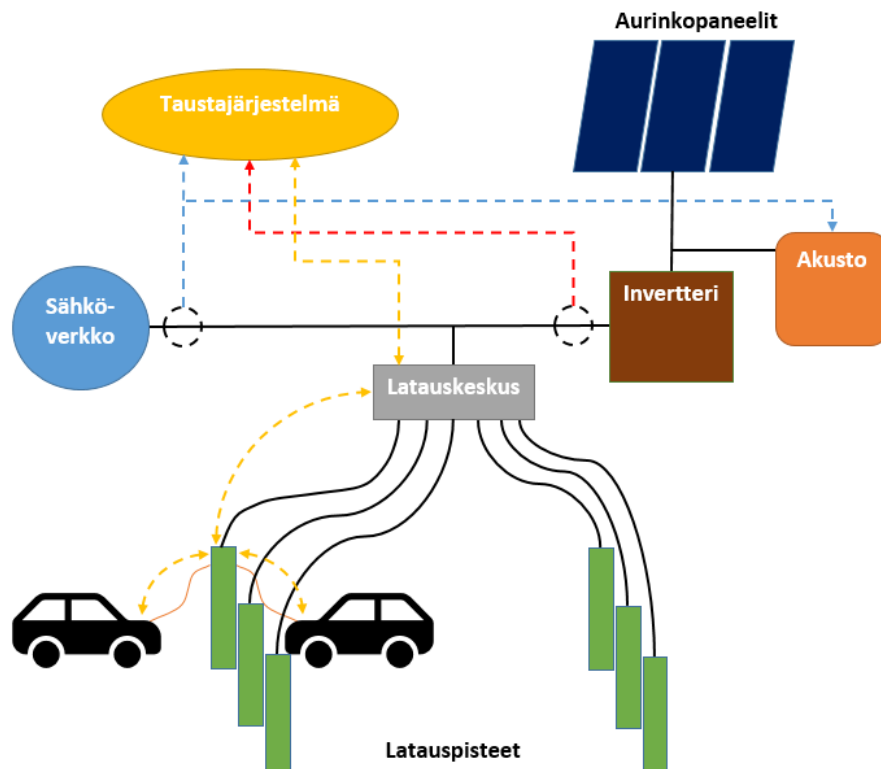 Aurinkopaneelit
Taustajärjestelmä
Akusto
Sähkö-
verkko
Invertteri
Latauskeskus
Latauspisteet